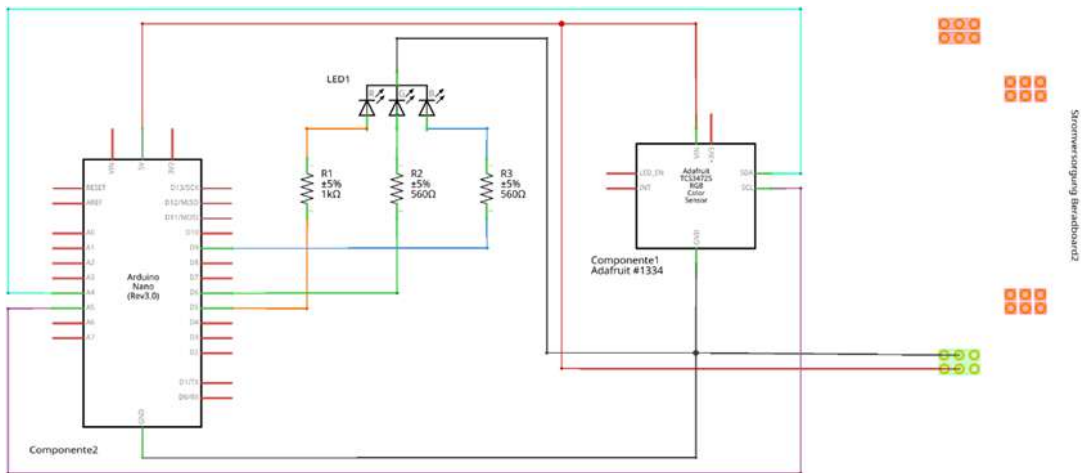 LED1
R
G
B
R1
±5%
1kΩ
R2
±5%
560Ω
R3
±5%
560Ω
VIN
5V
3V3
RESET
AREF
A0
A1
A2
A3
A4
A5
A6
A7
D13/SCK
D12/MISO
D11/MOSI
D10
D9
D8
D7
D6
D5
D4
D3
D2
D1/TX
D0/RX
GND
Arduino
Nano
(Rev3.0)
Componente2
VIN
3V3
LED_EN
INT
SDA
SCL
GND
Adafruit
TCS34725
RGB
Color
Sensor
Componente1
Adafruit #1334
Stromversorgung Beradboard2